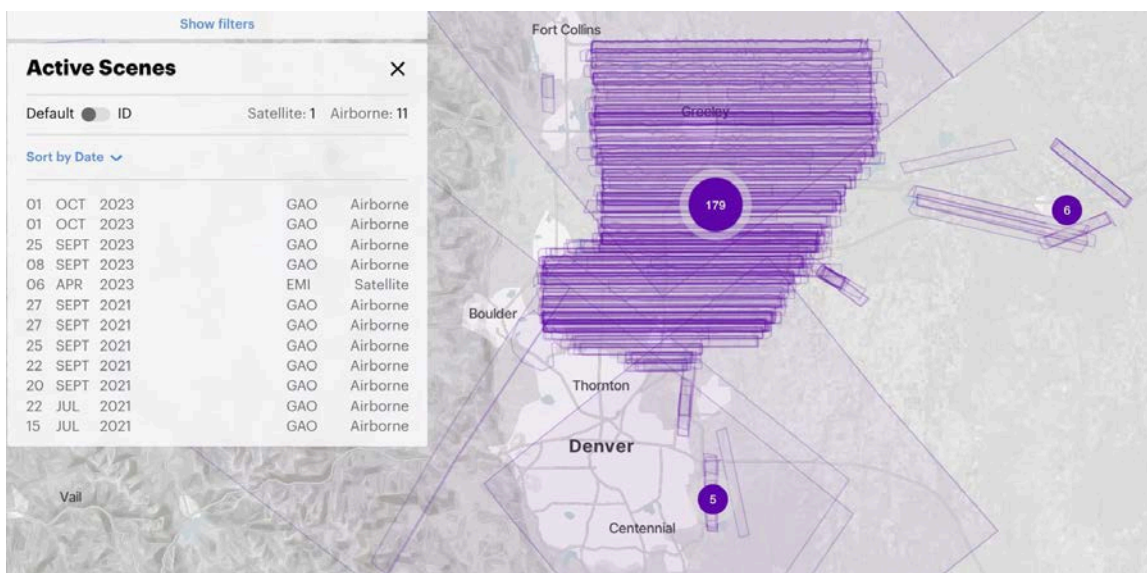 Show filters
Active Scenes
Default ID Satellite: 1 Airborne: 11
Sort by Date
01 OCT 2023 GAO Airborne
01 OCT 2023 GAO Airborne
25 SEPT 2023 GAO Airborne
08 SEPT 2023 GAO Airborne
06 APR 2023 EMI Satellite
27 SEPT 2021 GAO Airborne
27 SEPT 2021 GAO Airborne
25 SEPT 2021 GAO Airborne
22 SEPT 2021 GAO Airborne
20 SEPT 2021 GAO Airborne
22 JUL 2021 GAO Airborne
15 JUL 2021 GAO Airborne
Fort Collins
Greeley
179
6
Boulder
Thornton
Denver
5
Vail
Centennial